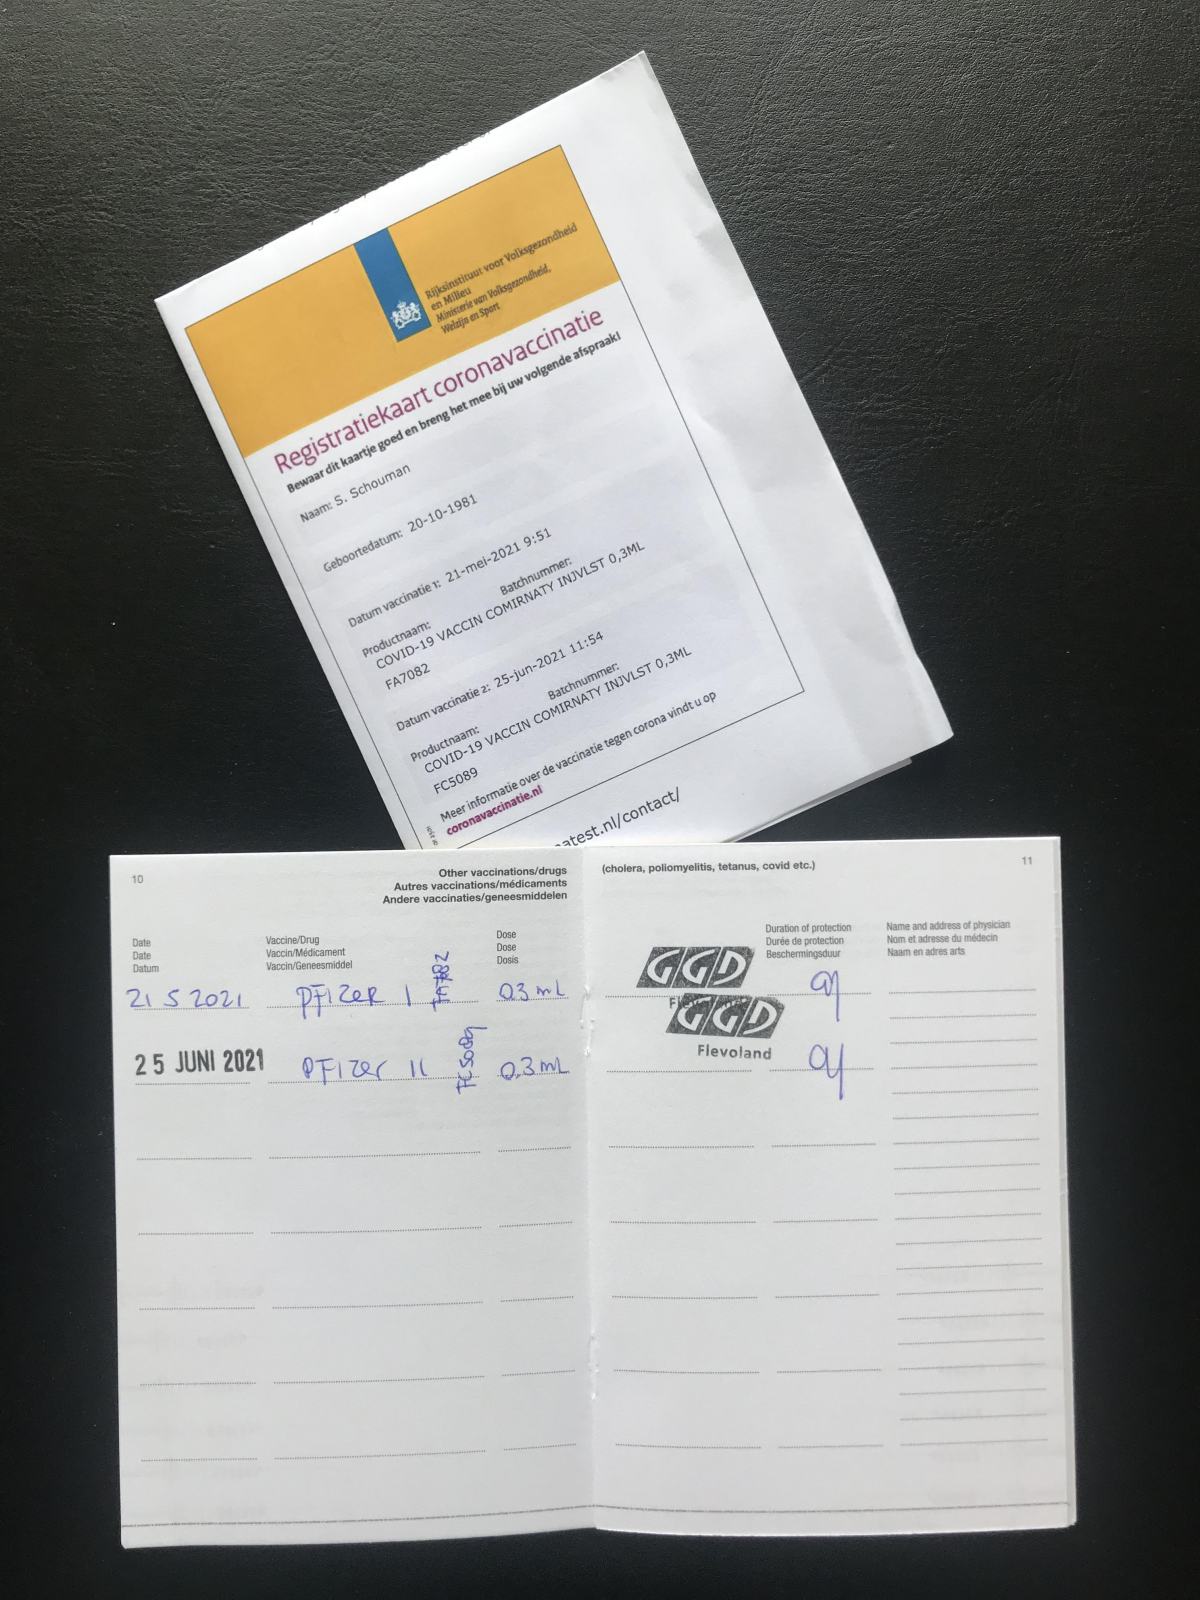 Rijksinstituut voor Volksgezondheid
en Milieu
Ministerie van Volksgezondheid,
Welzijn en Sport
Registratiekaart coronavaccinatie
Bewaar dit kaartje goed en breng het mee bij uw volgende afspraak!
Naam: S. Schouman
Geboortedatum: 20-10-1981
Datum vaccinatie 1: 21-mei-2021 9:51
Productnaam: Batchnummer:
COVID-19 VACCIN COMIRNATY INJVLST 0,3ML
FA7082
Datum vaccinatie 2: 25-jun-2021 11:54
Productnaam: Batchnummer:
COVID-19 VACCIN COMIRNATY INJVLST 0,3ML
FC5089
Meer informatie over de vaccinatie tegen corona vindt u op
coronavaccinatie.nl
atest.nl/contact/
10
Other vaccinations/drugs
Autres vaccinations/médicaments
Andere vaccinaties/geneesmiddelen
(cholera, poliomyelitis, tetanus, covid etc.)
11
Date
Date
Datum
Vaccine/Drug
Vaccin/Médicament
Vaccin/Geneesmiddel
Dose
Dose
Dosis
Duration of protection
Durée de protection
Beschermingsduur
Name and address of physician
Nom et adresse du médecin
Naam en adres arts
21 5 2021 PFIZER I FA7082 0.3 mL
GGD
25 JUNI 2021 PFIZER II FC5089 0.3 mL
GGD
Flevoland